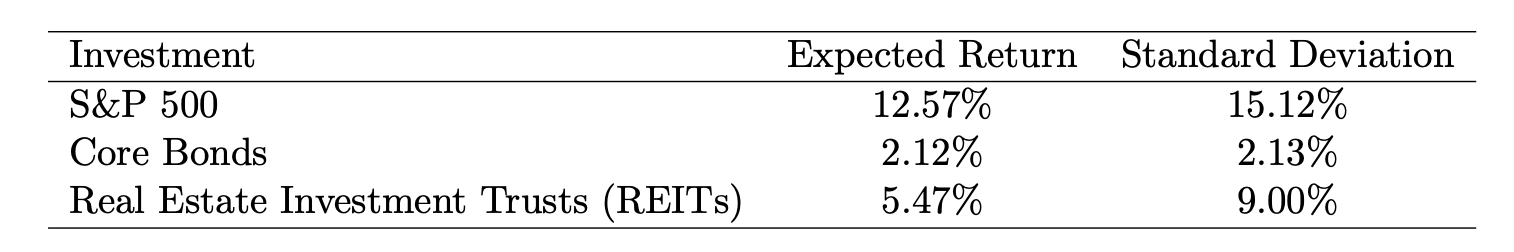 Investment Expected Return Standard Deviation
S&P 500 12.57% 15.12%
Core Bonds 2.12% 2.13%
Real Estate Investment Trusts (REITs) 5.47% 9.00%